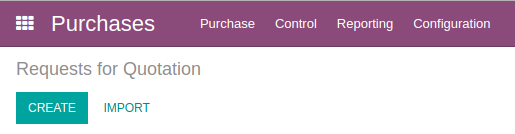 Purchases Purchase Control Reporting Configuration
Requests for Quotation
CREATE IMPORT